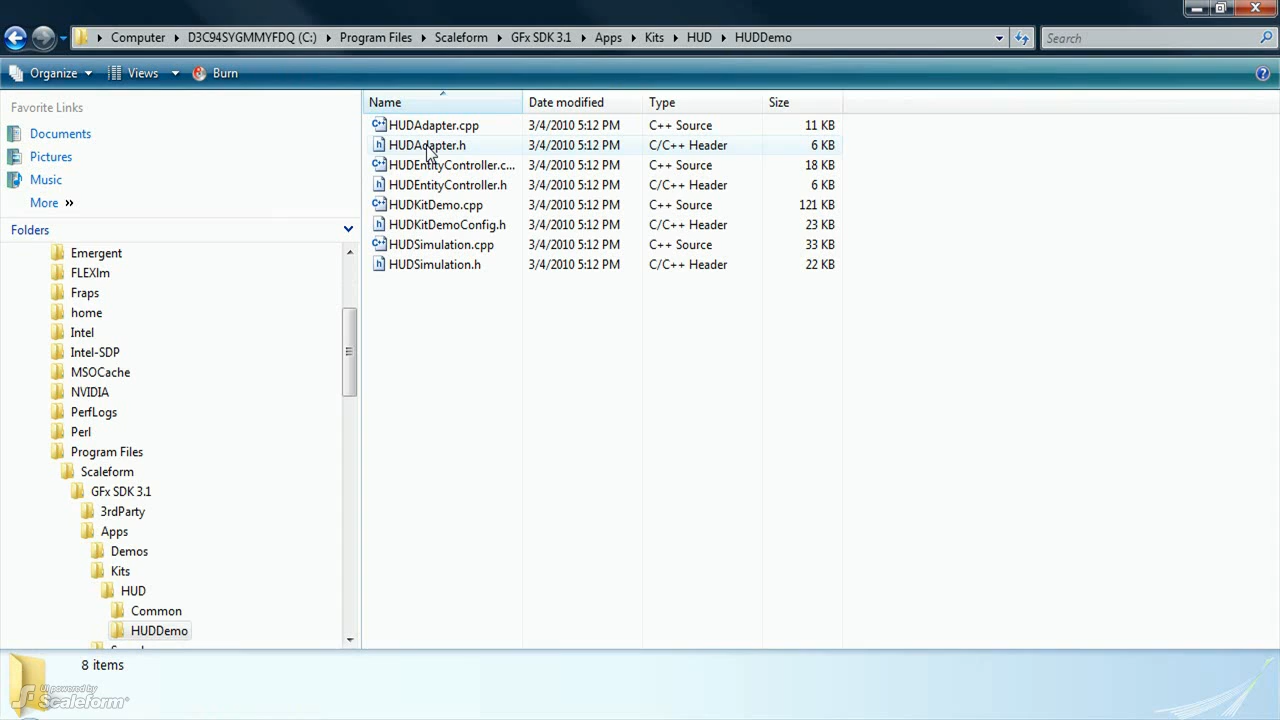 Computer D3C94SYGMMYFDQ (C:) Program Files Scaleform GFx SDK 3.1 Apps Kits HUD HUDDemo Search
Organize Views Burn
Favorite Links
Documents
Pictures
Music
More »
Folders
Emergent
FLEXlm
Fraps
home
Intel
Intel-SDP
MSOCache
NVIDIA
PerfLogs
Perl
Program Files
Scaleform
GFx SDK 3.1
3rdParty
Apps
Demos
Kits
HUD
Common
HUDDemo
Name Date modified Type Size
HUDAdapter.cpp 3/4/2010 5:12 PM C++ Source 11 KB
HUDAdapter.h 3/4/2010 5:12 PM C/C++ Header 6 KB
HUDEntityController.c... 3/4/2010 5:12 PM C++ Source 18 KB
HUDEntityController.h 3/4/2010 5:12 PM C/C++ Header 6 KB
HUDKitDemo.cpp 3/4/2010 5:12 PM C++ Source 121 KB
HUDKitDemoConfig.h 3/4/2010 5:12 PM C/C++ Header 23 KB
HUDSimulation.cpp 3/4/2010 5:12 PM C++ Source 33 KB
HUDSimulation.h 3/4/2010 5:12 PM C/C++ Header 22 KB
8 items
UI powered by
Scaleform